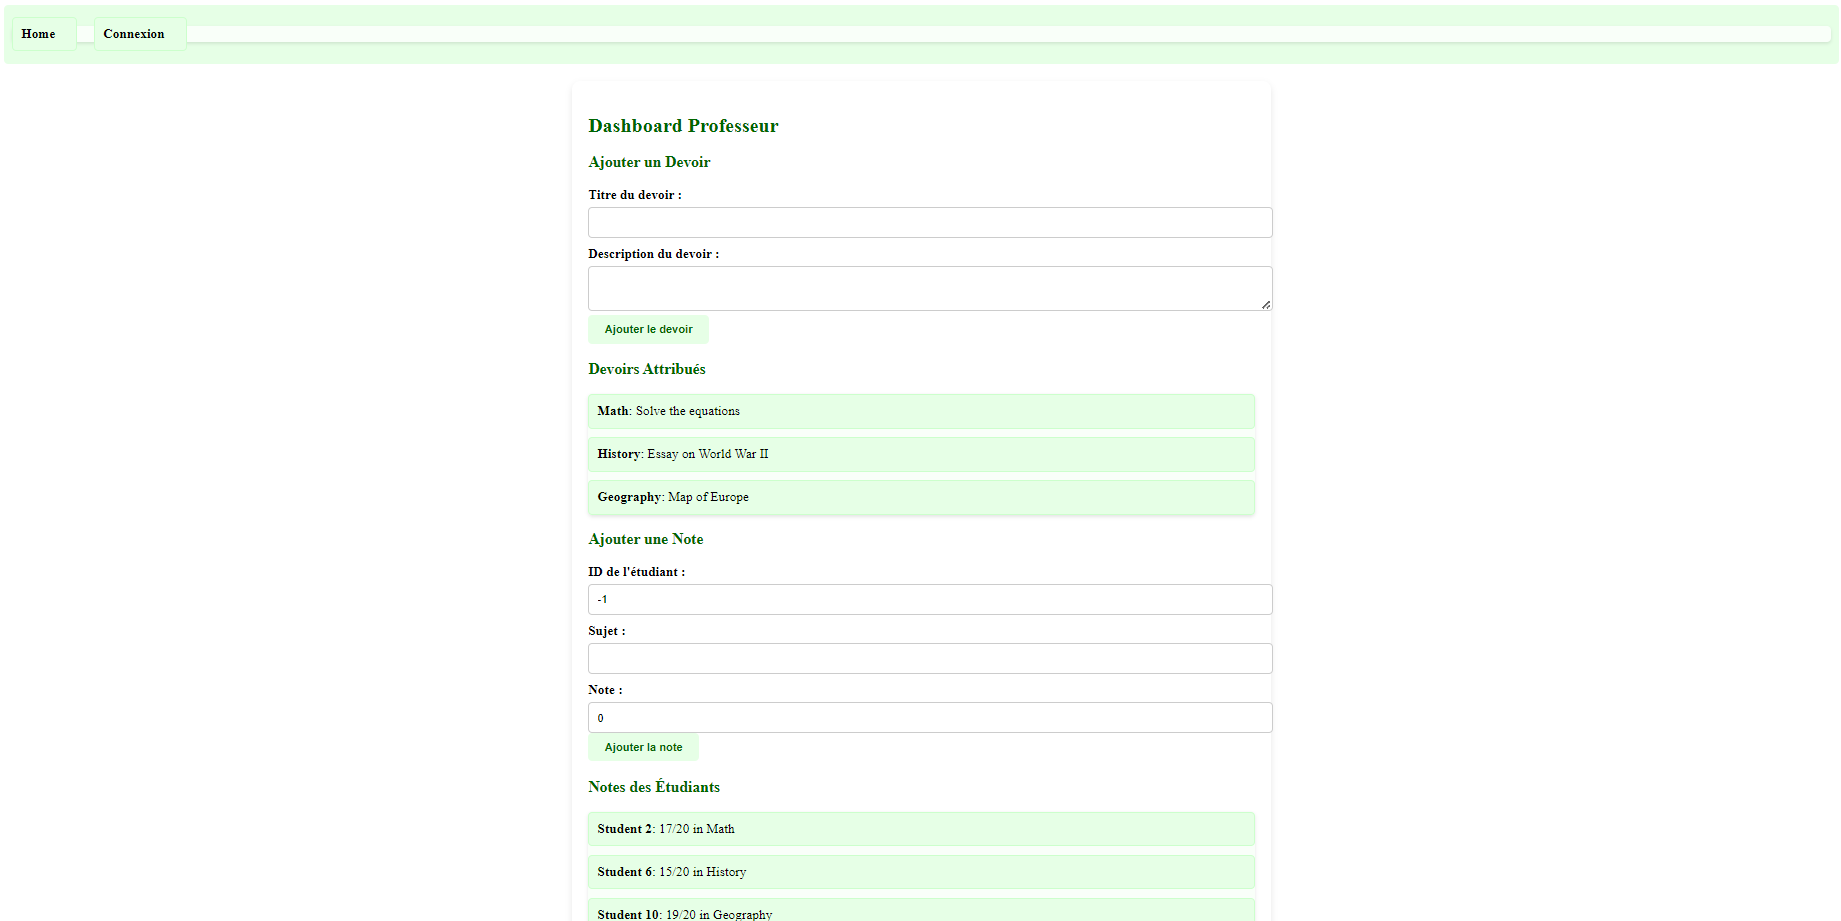 Home Connexion
Dashboard Professeur
Ajouter un Devoir
Titre du devoir :
Description du devoir :
Ajouter le devoir
Devoirs Attribués
Math: Solve the equations
History: Essay on World War II
Geography: Map of Europe
Ajouter une Note
ID de l'étudiant :
-1
Sujet :
Note :
0
Ajouter la note
Notes des Étudiants
Student 2: 17/20 in Math
Student 6: 15/20 in History
Student 10: 19/20 in Geography